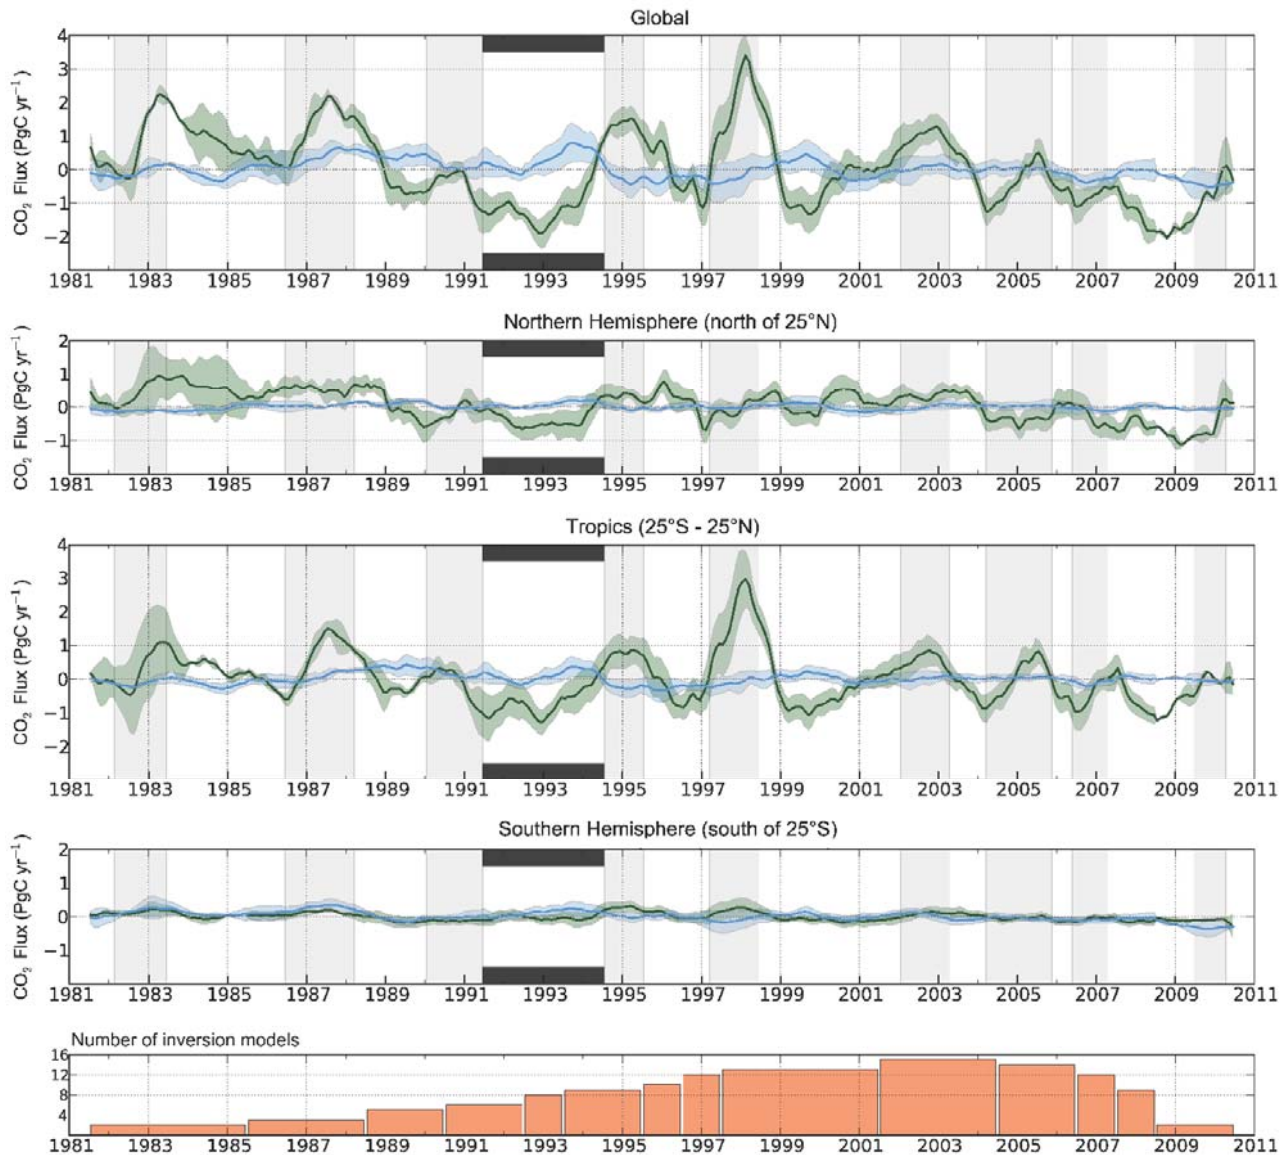 Global
CO₂ Flux (PgC yr⁻¹)
4
3
2
1
0
−1
−2
1981 1983 1985 1987 1989 1991 1993 1995 1997 1999 2001 2003 2005 2007 2009 2011
Northern Hemisphere (north of 25°N)
CO₂ Flux (PgC yr⁻¹)
2
1
0
−1
1981 1983 1985 1987 1989 1991 1993 1995 1997 1999 2001 2003 2005 2007 2009 2011
Tropics (25°S - 25°N)
CO₂ Flux (PgC yr⁻¹)
4
3
2
1
0
−1
−2
1981 1983 1985 1987 1989 1991 1993 1995 1997 1999 2001 2003 2005 2007 2009 2011
Southern Hemisphere (south of 25°S)
CO₂ Flux (PgC yr⁻¹)
2
1
0
−1
1981 1983 1985 1987 1989 1991 1993 1995 1997 1999 2001 2003 2005 2007 2009 2011
Number of inversion models
16
12
8
4
1981 1983 1985 1987 1989 1991 1993 1995 1997 1999 2001 2003 2005 2007 2009 2011